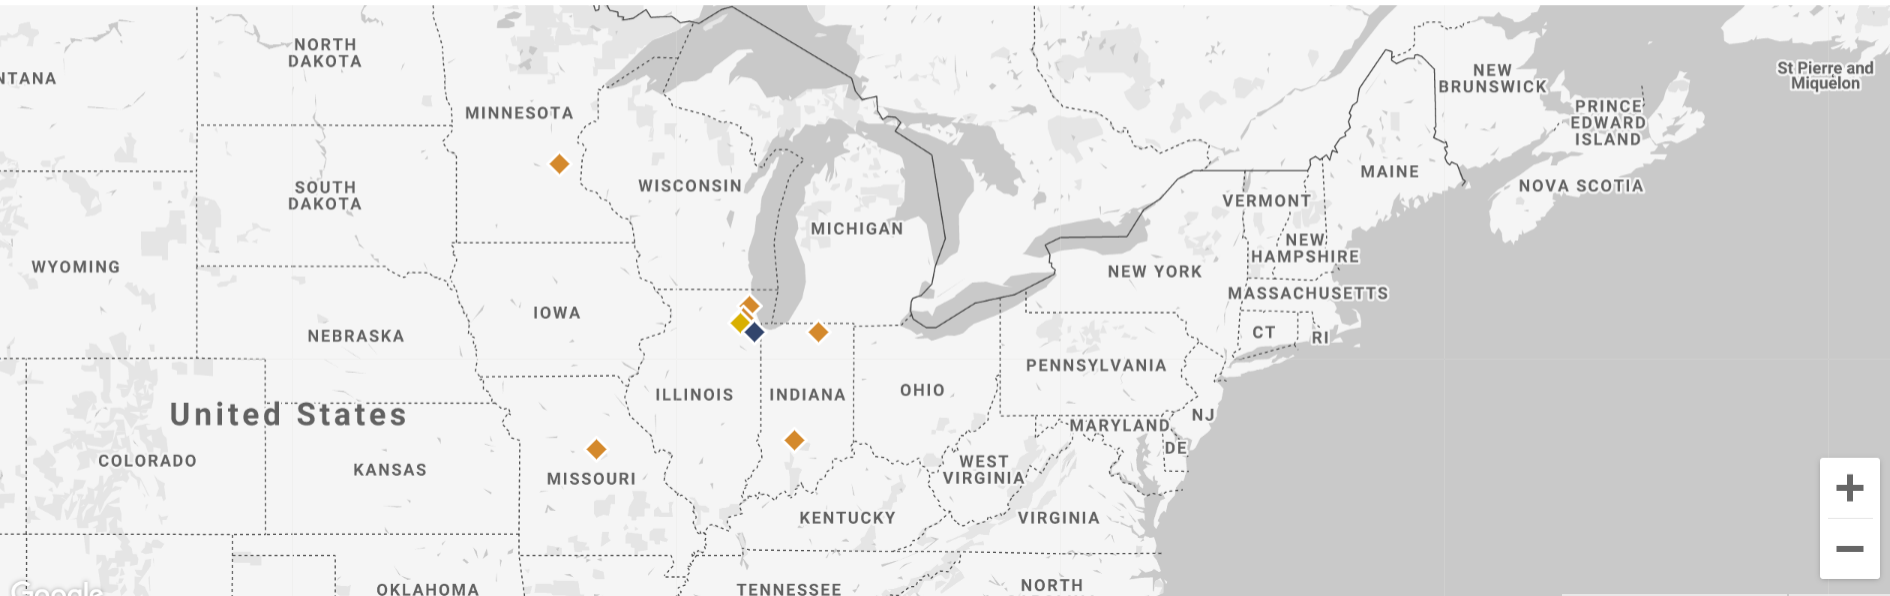 NORTH
DAKOTA
NTANA
MINNESOTA
St Pierre and
Miquelon
NEW
BRUNSWICK
PRINCE
EDWARD
ISLAND
MAINE
NOVA SCOTIA
SOUTH
DAKOTA
WISCONSIN
VERMONT
MICHIGAN
NEW
HAMPSHIRE
WYOMING
NEW YORK
MASSACHUSETTS
IOWA
NEBRASKA
CT
RI
PENNSYLVANIA
ILLINOIS
INDIANA
OHIO
United States
NJ
MARYLAND
DE
COLORADO
KANSAS
MISSOURI
WEST
VIRGINIA
KENTUCKY
VIRGINIA
OKLAHOMA
TENNESSEE
NORTH
Google